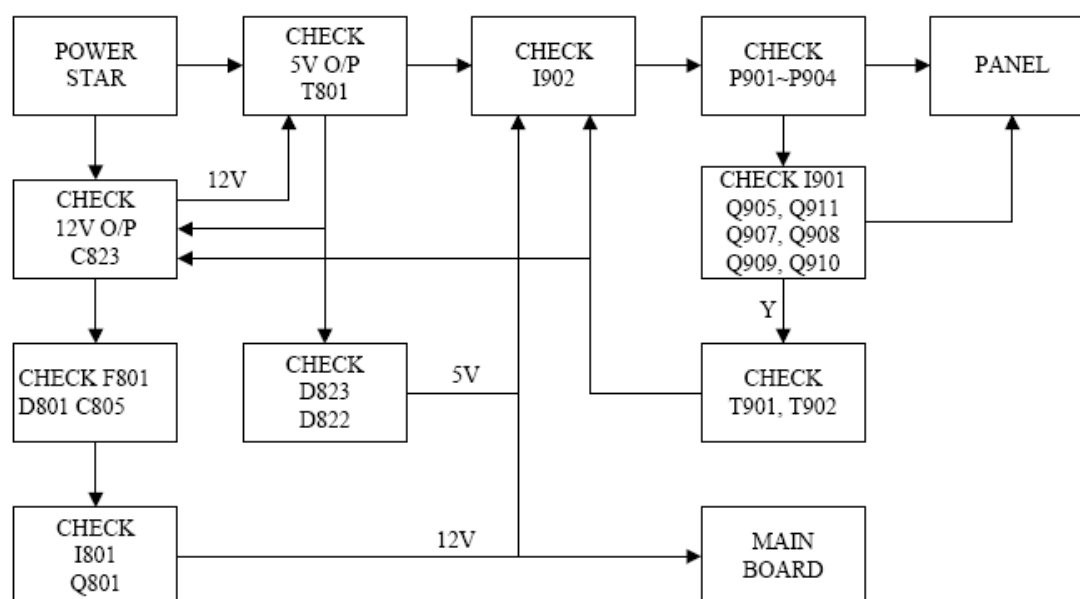 POWER
STAR
CHECK
5V O/P
T801
CHECK
I902
CHECK
P901~P904
PANEL
12V
CHECK
12V O/P
C823
CHECK I901
Q905, Q911
Q907, Q908
Q909, Q910
Y
CHECK F801
D801 C805
CHECK
D823
D822
5V
CHECK
T901, T902
CHECK
I801
Q801
12V
MAIN
BOARD